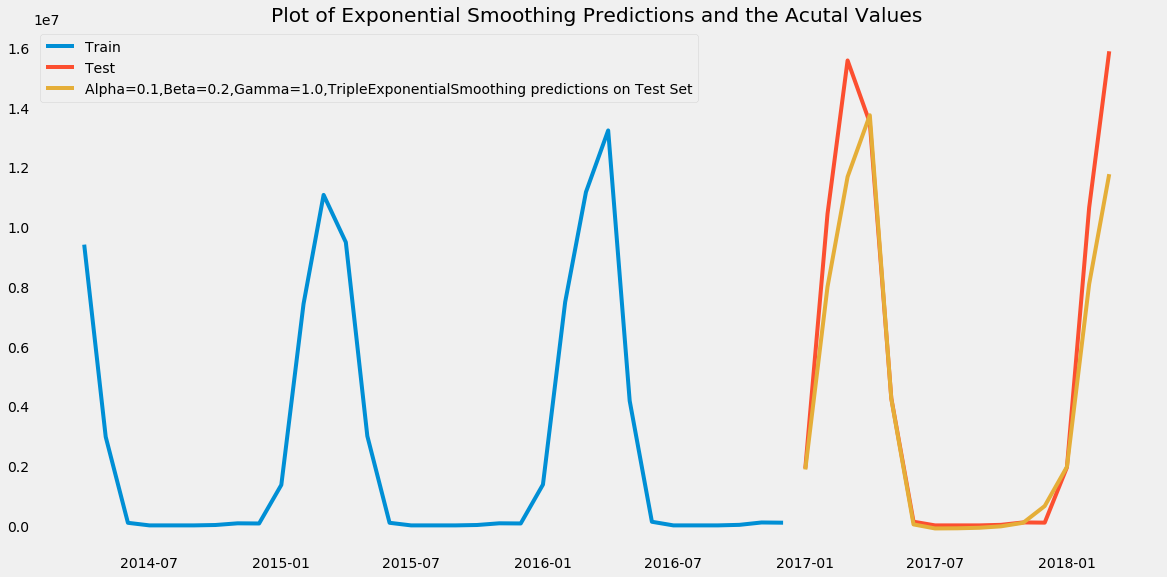 Plot of Exponential Smoothing Predictions and the Acutal Values
1e7
Train
Test
Alpha=0.1,Beta=0.2,Gamma=1.0,TripleExponentialSmoothing predictions on Test Set
1.6
1.4
1.2
1.0
0.8
0.6
0.4
0.2
0.0
2014-07 2015-01 2015-07 2016-01 2016-07 2017-01 2017-07 2018-01